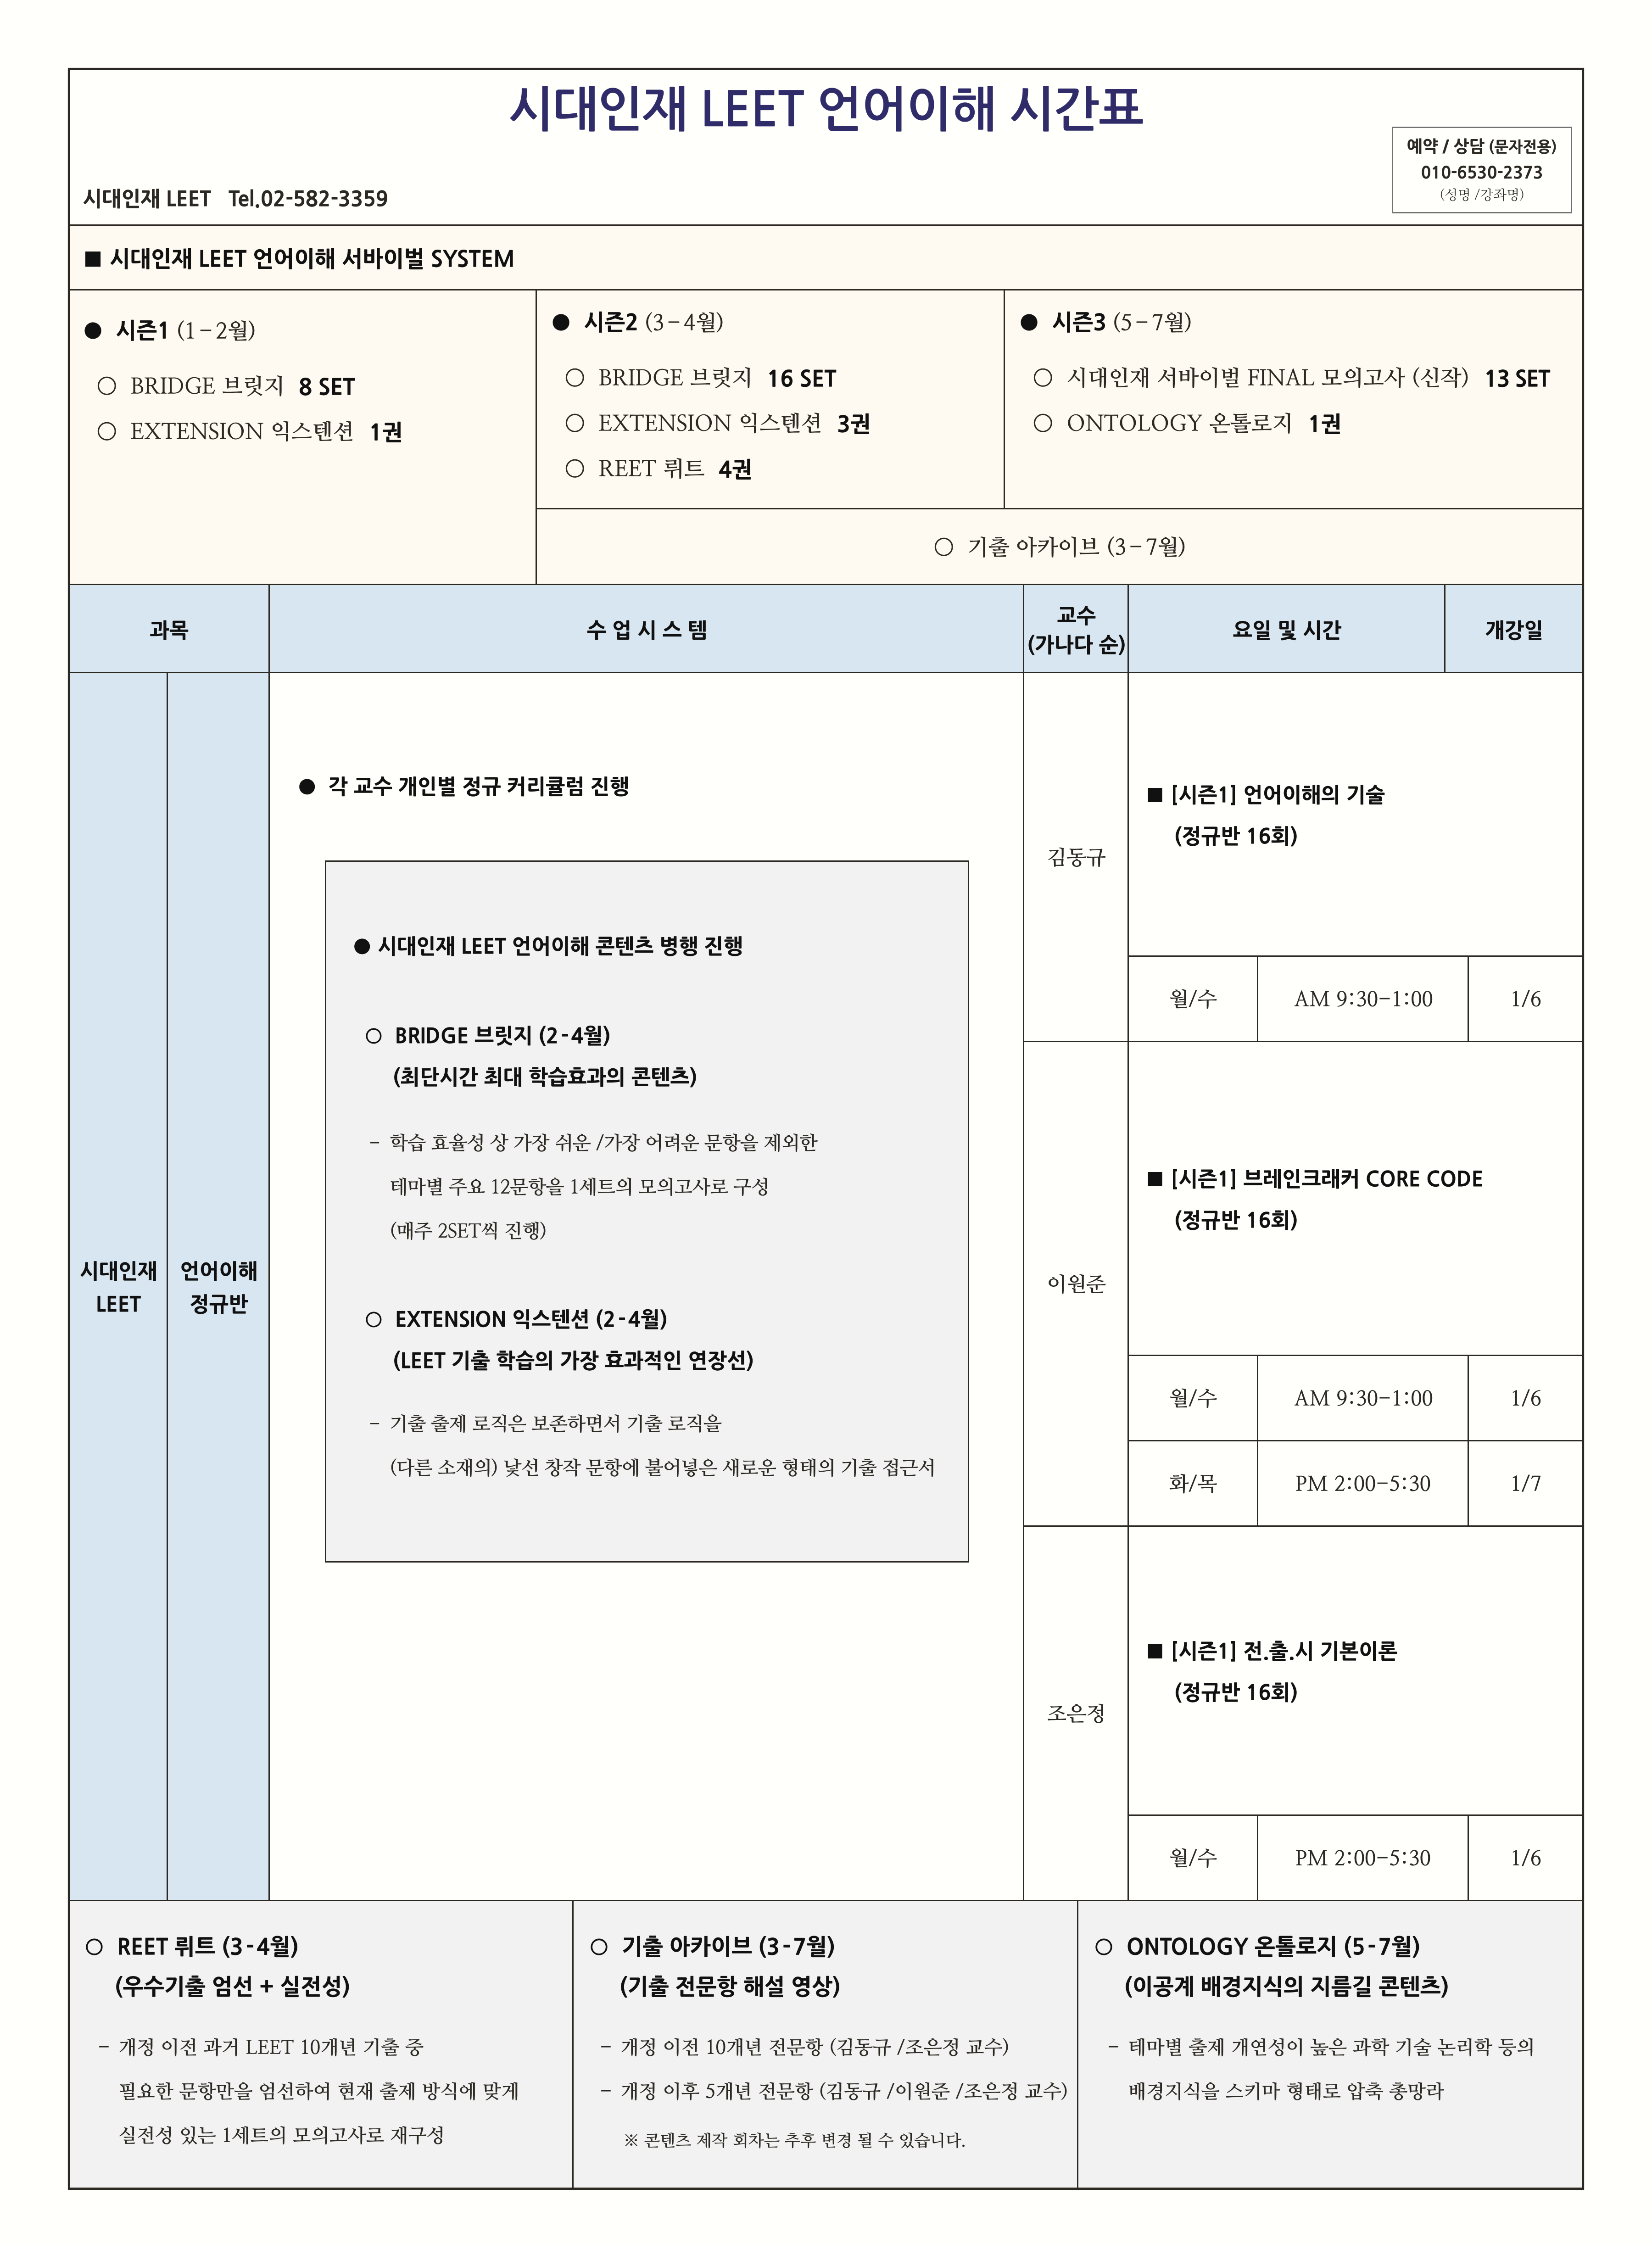 시대인재 LEET 언어이해 시간표
예약 / 상담 (문자전용)
010-6530-2373
(성명 /강좌명)
시대인재 LEET Tel.02-582-3359
■ 시대인재 LEET 언어이해 서바이벌 SYSTEM
● 시즌1 (1-2월)
○ BRIDGE 브릿지 8 SET
○ EXTENSION 익스텐션 1권
● 시즌2 (3-4월)
○ BRIDGE 브릿지 16 SET
○ EXTENSION 익스텐션 3권
○ REET 뤼트 4권
● 시즌3 (5-7월)
○ 시대인재 서바이벌 FINAL 모의고사 (신작) 13 SET
○ ONTOLOGY 온톨로지 1권
○ 기출 아카이브 (3-7월)
과목
수 업 시 스 템
교수
(가나다 순)
요일 및 시간
개강일
시대인재
LEET
언어이해
정규반
● 각 교수 개인별 정규 커리큘럼 진행
● 시대인재 LEET 언어이해 콘텐츠 병행 진행
○ BRIDGE 브릿지 (2-4월)
(최단시간 최대 학습효과의 콘텐츠)
- 학습 효율성 상 가장 쉬운 /가장 어려운 문항을 제외한
테마별 주요 12문항을 1세트의 모의고사로 구성
(매주 2SET씩 진행)
○ EXTENSION 익스텐션 (2-4월)
(LEET 기출 학습의 가장 효과적인 연장선)
- 기출 출제 로직은 보존하면서 기출 로직을
(다른 소재의) 낯선 창작 문항에 불어넣은 새로운 형태의 기출 접근서
김동규
■ [시즌1] 언어이해의 기술
(정규반 16회)
월/수 AM 9:30-1:00 1/6
이원준
■ [시즌1] 브레인크래커 CORE CODE
(정규반 16회)
월/수 AM 9:30-1:00 1/6
화/목 PM 2:00-5:30 1/7
조은정
■ [시즌1] 전.출.시 기본이론
(정규반 16회)
월/수 PM 2:00-5:30 1/6
○ REET 뤼트 (3-4월)
(우수기출 엄선 + 실전성)
- 개정 이전 과거 LEET 10개년 기출 중
필요한 문항만을 엄선하여 현재 출제 방식에 맞게
실전성 있는 1세트의 모의고사로 재구성
○ 기출 아카이브 (3-7월)
(기출 전문항 해설 영상)
- 개정 이전 10개년 전문항 (김동규 /조은정 교수)
- 개정 이후 5개년 전문항 (김동규 /이원준 /조은정 교수)
※ 콘텐츠 제작 회차는 추후 변경 될 수 있습니다.
○ ONTOLOGY 온톨로지 (5-7월)
(이공계 배경지식의 지름길 콘텐츠)
- 테마별 출제 개연성이 높은 과학 기술 논리학 등의
배경지식을 스키마 형태로 압축 총망라